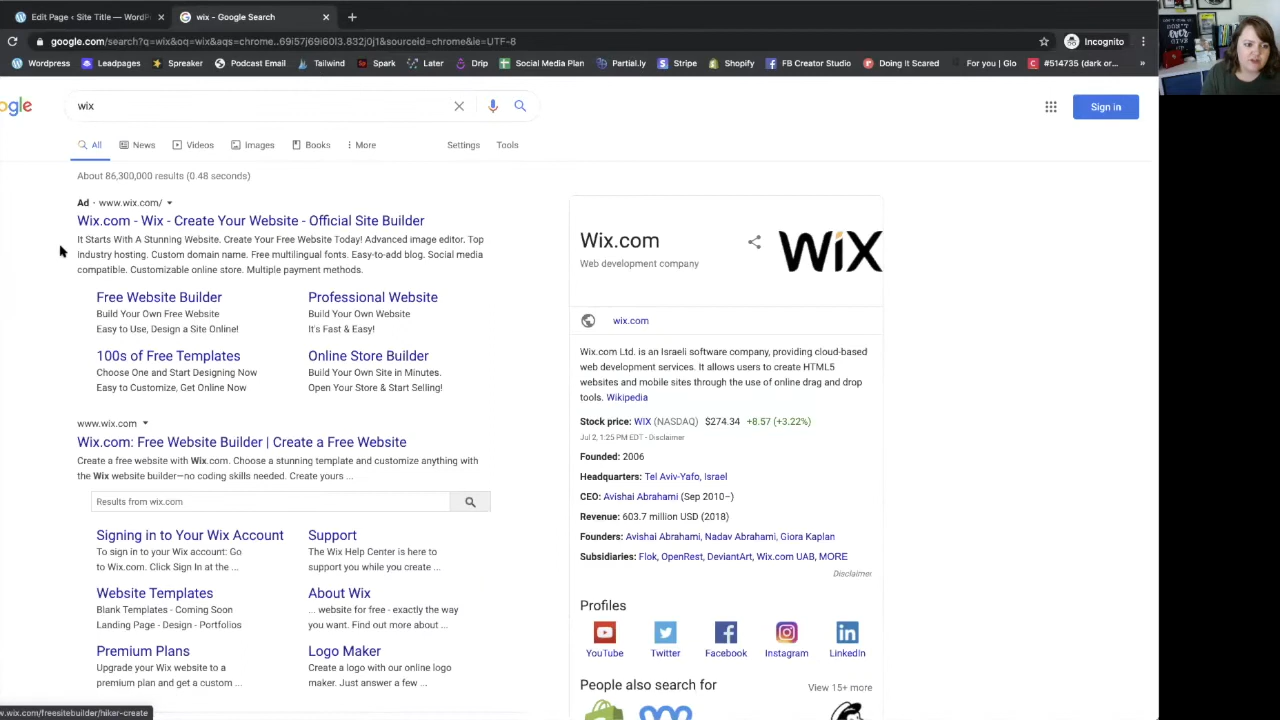 Edit Page < Site Title — WordP
wix - Google Search
google.com/search?q=wix&oq=wix&aqs=chrome..69i57j69i60l3.832j0j1&sourceid=chrome&ie=UTF-8
Incognito
Wordpress
Leadpages
Spreaker
Podcast Email
Tailwind
Spark
Later
Drip
Social Media Plan
Partial.ly
Stripe
Shopify
FB Creator Studio
Doing It Scared
For you | Glo
#514735 (dark or...
»
ogle
wix
Sign in
All
News
Videos
Images
Books
More
Settings
Tools
About 86,300,000 results (0.48 seconds)
Ad · www.wix.com/
Wix.com - Wix - Create Your Website - Official Site Builder
It Starts With A Stunning Website. Create Your Free Website Today! Advanced image editor. Top
Industry hosting. Custom domain name. Free multilingual fonts. Easy-to-add blog. Social media
compatible. Customizable online store. Multiple payment methods.
Free Website Builder
Build Your Own Free Website
Easy to Use, Design a Site Online!
Professional Website
Build Your Own Website
It's Fast & Easy!
100s of Free Templates
Choose One and Start Designing Now
Easy to Customize, Get Online Now
Online Store Builder
Build Your Own Site in Minutes.
Open Your Store & Start Selling!
www.wix.com
Wix.com: Free Website Builder | Create a Free Website
Create a free website with Wix.com. Choose a stunning template and customize anything with
the Wix website builder—no coding skills needed. Create yours ...
Results from wix.com
Signing in to Your Wix Account
To sign in to your Wix account: Go
to Wix.com. Click Sign In at the ...
Support
The Wix Help Center is here to
support you while you create ...
Website Templates
Blank Templates - Coming Soon
Landing Page - Design - Portfolios
About Wix
... website for free - exactly the way
you want. Find out more about ...
Premium Plans
Upgrade your Wix website to a
premium plan and get a custom ...
Logo Maker
Create a logo with our online logo
maker. Just answer a few ...
w.wix.com/freesitebuilder/hiker-create
Wix.com
Web development company
WiX
wix.com
Wix.com Ltd. is an Israeli software company, providing cloud-based
web development services. It allows users to create HTML5
websites and mobile sites through the use of online drag and drop
tools. Wikipedia
Stock price: WIX (NASDAQ) $274.34 +8.57 (+3.22%)
Jul 2, 1:25 PM EDT - Disclaimer
Founded: 2006
Headquarters: Tel Aviv-Yafo, Israel
CEO: Avishai Abrahami (Sep 2010–)
Revenue: 603.7 million USD (2018)
Founders: Avishai Abrahami, Nadav Abrahami, Giora Kaplan
Subsidiaries: Flok, OpenRest, DeviantArt, Wix.com UAB, MORE
Disclaimer
Profiles
YouTube
Twitter
Facebook
Instagram
LinkedIn
People also search for
View 15+ more